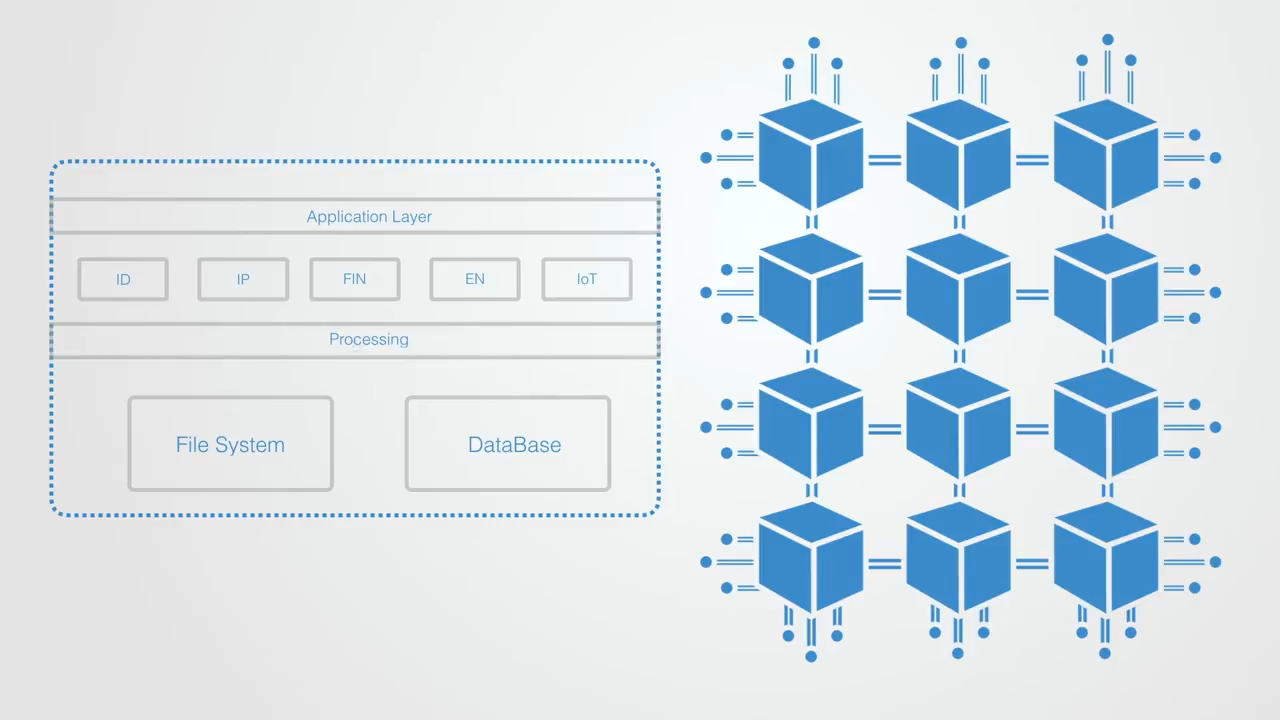 Application Layer
ID
IP
FIN
EN
IoT
Processing
File System
DataBase